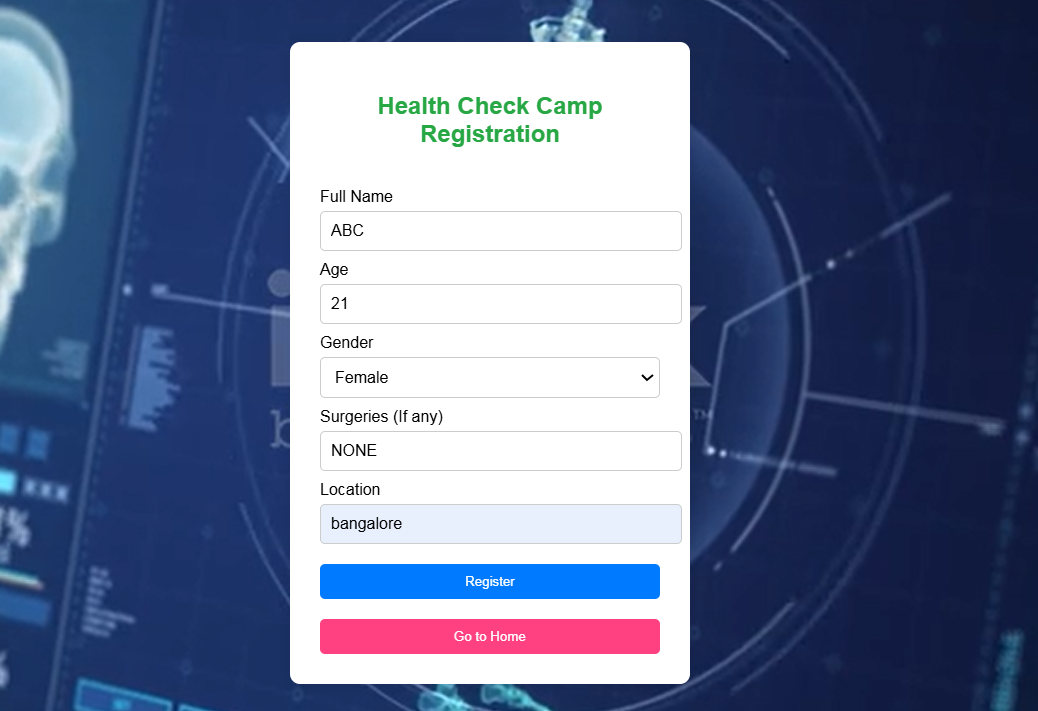 Health Check Camp
Registration
Full Name
ABC
Age
21
Gender
Female
Surgeries (If any)
NONE
Location
bangalore
Register
Go to Home
TM